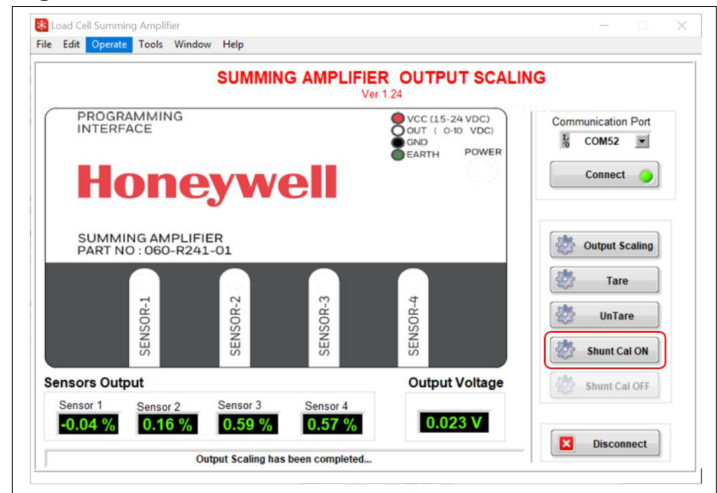 Load Cell Summing Amplifier
File Edit Operate Tools Window Help
SUMMING AMPLIFIER OUTPUT SCALING
Ver 1.24
PROGRAMMING
INTERFACE
VCC (15-24 VDC)
OUT ( 0-10 VDC)
GND
EARTH
POWER
Honeywell
SUMMING AMPLIFIER
PART NO : 060-R241-01
SENSOR-1
SENSOR-2
SENSOR-3
SENSOR-4
Communication Port
COM52
Connect
Output Scaling
Tare
UnTare
Shunt Cal ON
Shunt Cal OFF
Disconnect
Sensors Output
Output Voltage
Sensor 1 Sensor 2 Sensor 3 Sensor 4
-0.04 % 0.16 % 0.59 % 0.57 %
0.023 V
Output Scaling has been completed...